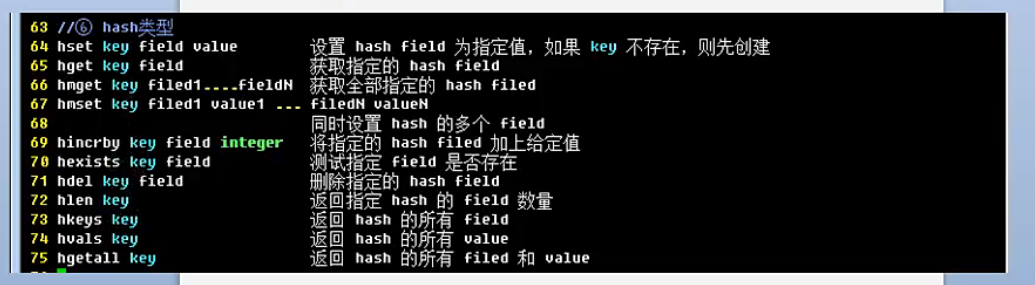 63 //⑥ hash类型
64 hset key field value 设置 hash field 为指定值，如果 key 不存在，则先创建
65 hget key field 获取指定的 hash field
66 hmget key filed1....fieldN 获取全部指定的 hash filed
67 hmset key filed1 value1 ... filedN valueN
68 同时设置 hash 的多个 field
69 hincrby key field integer 将指定的 hash filed 加上给定值
70 hexists key field 测试指定 field 是否存在
71 hdel key field 删除指定的 hash field
72 hlen key 返回指定 hash 的 field 数量
73 hkeys key 返回 hash 的所有 field
74 hvals key 返回 hash 的所有 value
75 hgetall key 返回 hash 的所有 filed 和 value